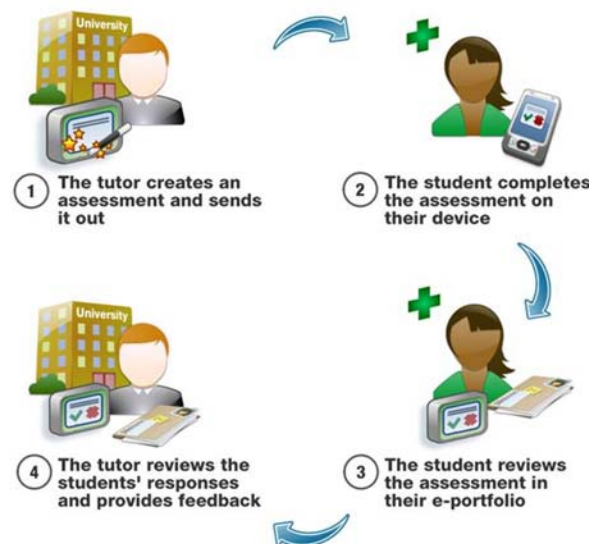 University
1
The tutor creates an
assessment and sends
it out
2
The student completes
the assessment on
their device
University
4
The tutor reviews the
students' responses
and provides feedback
3
The student reviews
the assessment in
their e-portfolio